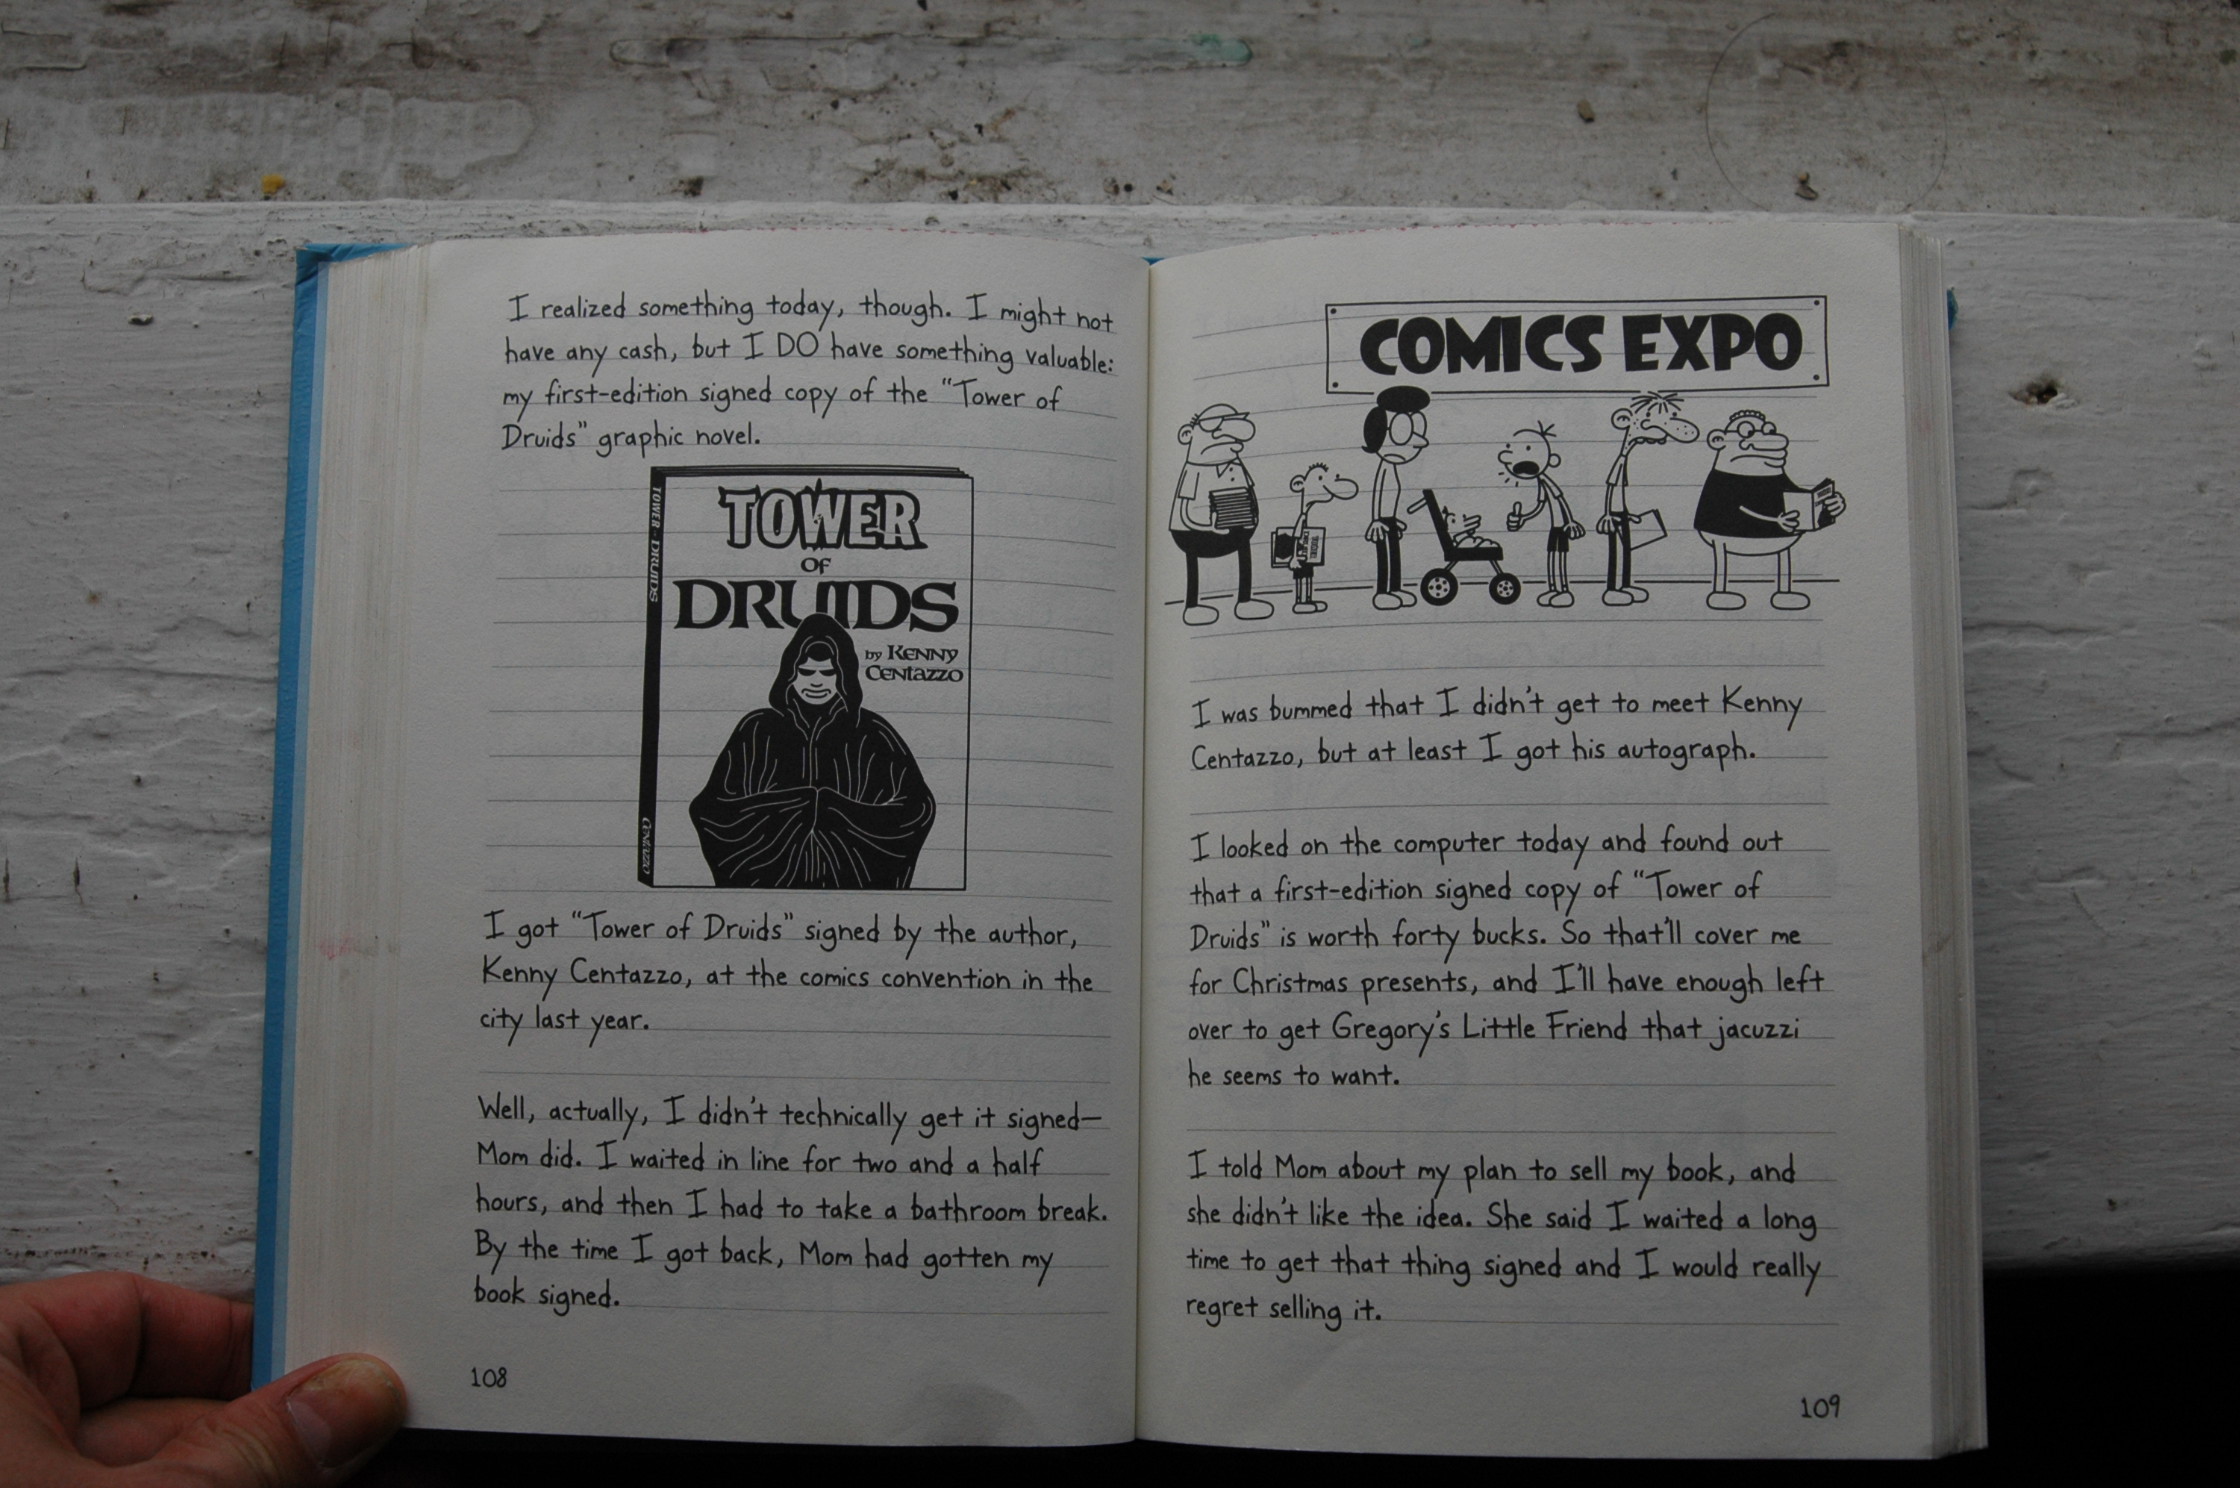 I realized something today, though. I might not
have any cash, but I DO have something valuable:
my first-edition signed copy of the "Tower of
Druids" graphic novel.
TOWER OF DRUIDS
CENTAZZO
TOWER
OF
DRUIDS
by Kenny
Centazzo
I got "Tower of Druids" signed by the author,
Kenny Centazzo, at the comics convention in the
city last year.
Well, actually, I didn't technically get it signed—
Mom did. I waited in line for two and a half
hours, and then I had to take a bathroom break.
By the time I got back, Mom had gotten my
book signed.
108
COMICS EXPO
I was bummed that I didn't get to meet Kenny
Centazzo, but at least I got his autograph.
I looked on the computer today and found out
that a first-edition signed copy of "Tower of
Druids" is worth forty bucks. So that'll cover me
for Christmas presents, and I'll have enough left
over to get Gregory's Little Friend that jacuzzi
he seems to want.
I told Mom about my plan to sell my book, and
she didn't like the idea. She said I waited a long
time to get that thing signed and I would really
regret selling it.
109